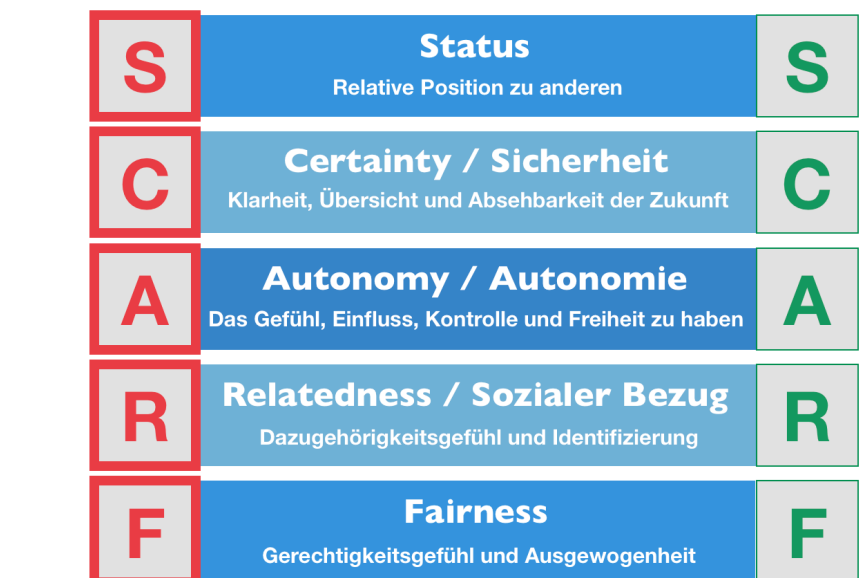 S Status S
Relative Position zu anderen
C Certainty / Sicherheit C
Klarheit, Übersicht und Absehbarkeit der Zukunft
A Autonomy / Autonomie A
Das Gefühl, Einfluss, Kontrolle und Freiheit zu haben
R Relatedness / Sozialer Bezug R
Dazugehörigkeitsgefühl und Identifizierung
F Fairness F
Gerechtigkeitsgefühl und Ausgewogenheit